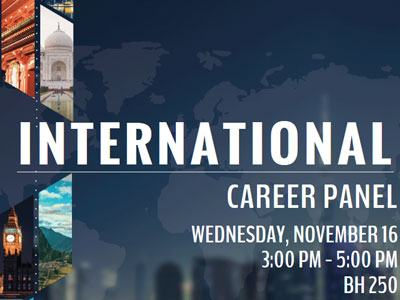 INTERNATIONAL
CAREER PANEL
WEDNESDAY, NOVEMBER 16
3:00 PM - 5:00 PM
BH 250